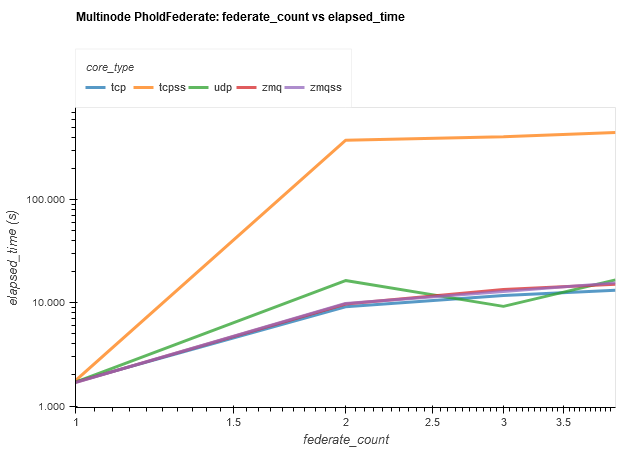 Multinode PholdFederate: federate_count vs elapsed_time
core_type
tcp tcpss udp zmq zmqss
elapsed_time (s)
100.000
10.000
1.000
1 1.5 2 2.5 3 3.5
federate_count